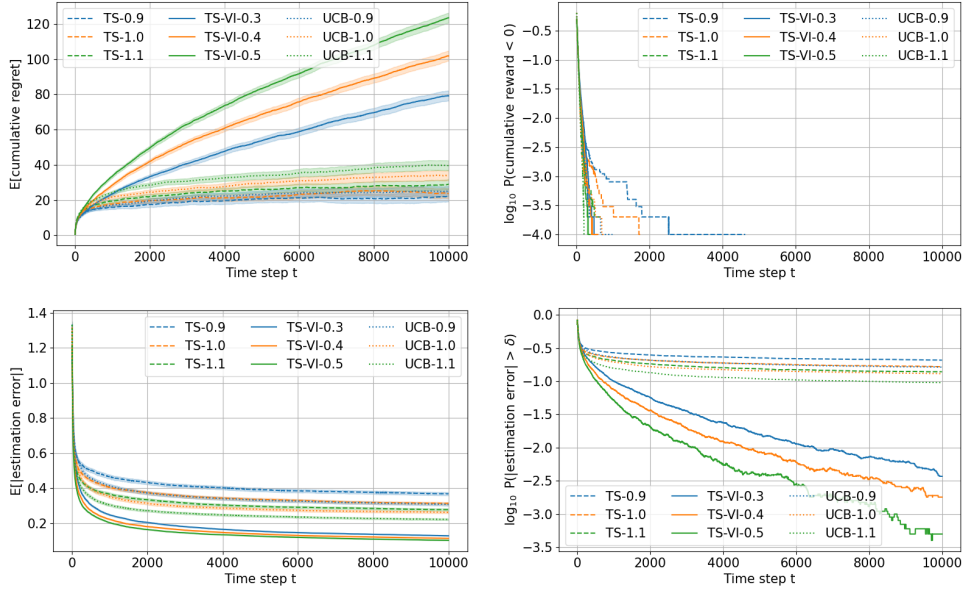 TS-0.9 TS-VI-0.3 UCB-0.9
TS-1.0 TS-VI-0.4 UCB-1.0
TS-1.1 TS-VI-0.5 UCB-1.1
E[cumulative regret]
120
100
80
60
40
20
0
0 2000 4000 6000 8000 10000
Time step t
TS-0.9 TS-VI-0.3 UCB-0.9
TS-1.0 TS-VI-0.4 UCB-1.0
TS-1.1 TS-VI-0.5 UCB-1.1
log₁₀ P(cumulative reward < 0)
−0.5
−1.0
−1.5
−2.0
−2.5
−3.0
−3.5
−4.0
0 2000 4000 6000 8000 10000
Time step t
TS-0.9 TS-VI-0.3 UCB-0.9
TS-1.0 TS-VI-0.4 UCB-1.0
TS-1.1 TS-VI-0.5 UCB-1.1
E[|estimation error|]
1.4
1.2
1.0
0.8
0.6
0.4
0.2
0 2000 4000 6000 8000 10000
Time step t
log₁₀ P(|estimation error| > δ)
0.0
−0.5
−1.0
−1.5
−2.0
−2.5
−3.0
−3.5
TS-0.9 TS-VI-0.3 UCB-0.9
TS-1.0 TS-VI-0.4 UCB-1.0
TS-1.1 TS-VI-0.5 UCB-1.1
0 2000 4000 6000 8000 10000
Time step t